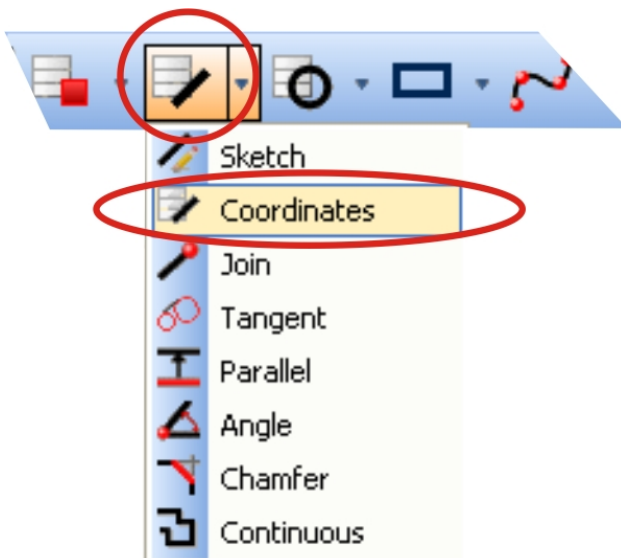 Sketch
Coordinates
Join
Tangent
Parallel
Angle
Chamfer
Continuous